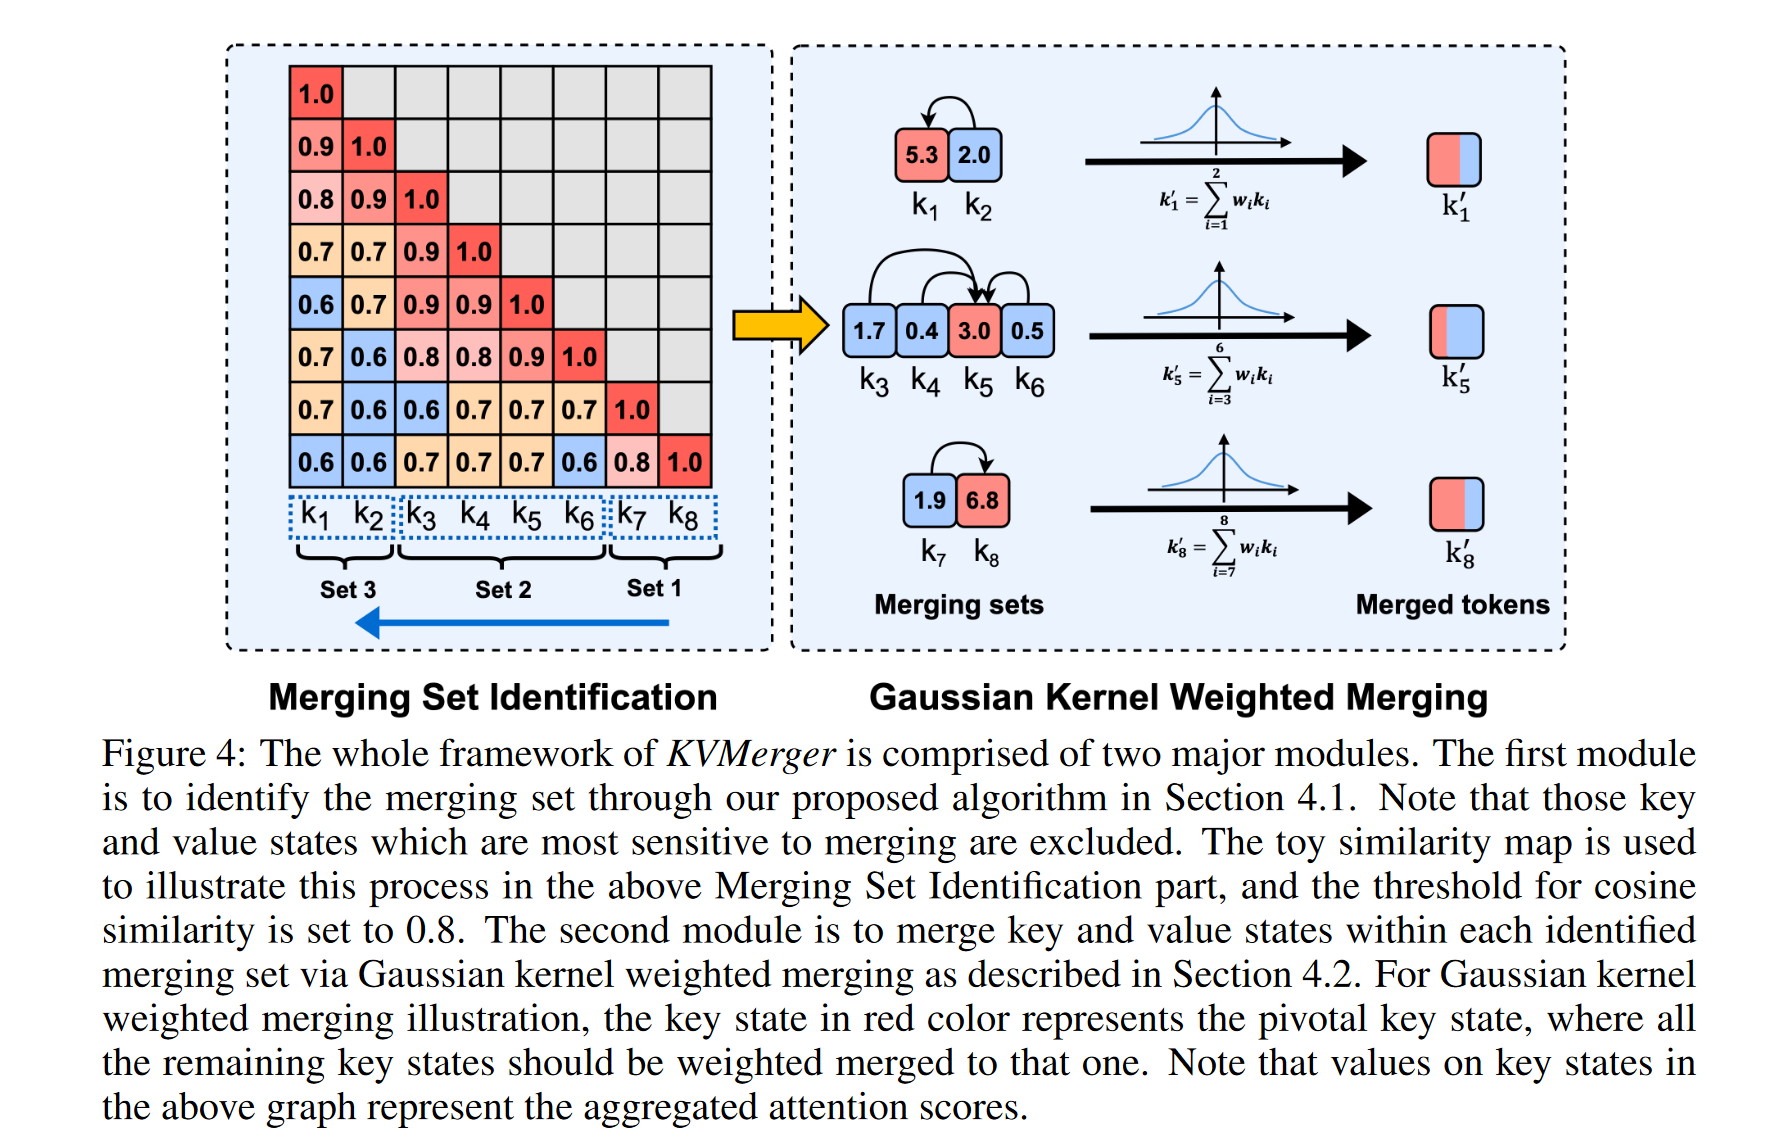 1.0
0.9 1.0
0.8 0.9 1.0
0.7 0.7 0.9 1.0
0.6 0.7 0.9 0.9 1.0
0.7 0.6 0.8 0.8 0.9 1.0
0.7 0.6 0.6 0.7 0.7 0.7 1.0
0.6 0.6 0.7 0.7 0.7 0.6 0.8 1.0
k₁ k₂ k₃ k₄ k₅ k₆ k₇ k₈
Set 3 Set 2 Set 1
5.3 2.0
k₁ k₂
k′₁ = ∑_{i=1}^{2} wᵢkᵢ
k′₁
1.7 0.4 3.0 0.5
k₃ k₄ k₅ k₆
k′₅ = ∑_{i=3}^{6} wᵢkᵢ
k′₅
1.9 6.8
k₇ k₈
k′₈ = ∑_{i=7}^{8} wᵢkᵢ
k′₈
Merging sets Merged tokens
Merging Set Identification Gaussian Kernel Weighted Merging
Figure 4: The whole framework of KVMerger is comprised of two major modules. The first module
is to identify the merging set through our proposed algorithm in Section 4.1. Note that those key
and value states which are most sensitive to merging are excluded. The toy similarity map is used
to illustrate this process in the above Merging Set Identification part, and the threshold for cosine
similarity is set to 0.8. The second module is to merge key and value states within each identified
merging set via Gaussian kernel weighted merging as described in Section 4.2. For Gaussian kernel
weighted merging illustration, the key state in red color represents the pivotal key state, where all
the remaining key states should be weighted merged to that one. Note that values on key states in
the above graph represent the aggregated attention scores.